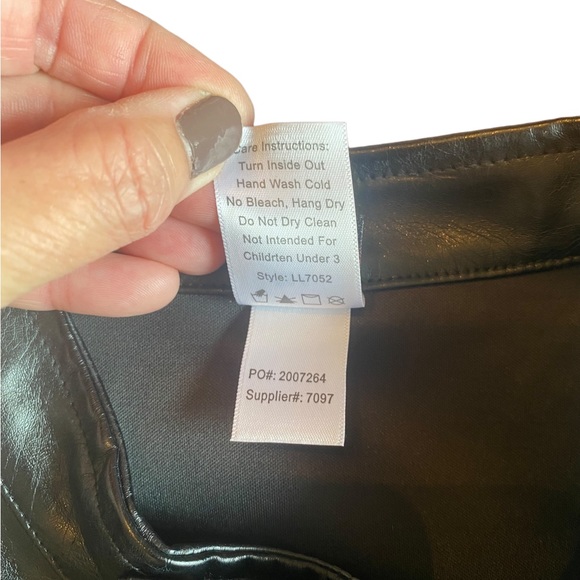 Care Instructions:
Turn Inside Out
Hand Wash Cold
No Bleach, Hang Dry
Do Not Dry Clean
Not Intended For
Childrten Under 3
Style: LL7052
PO#: 2007264
Supplier#: 7097